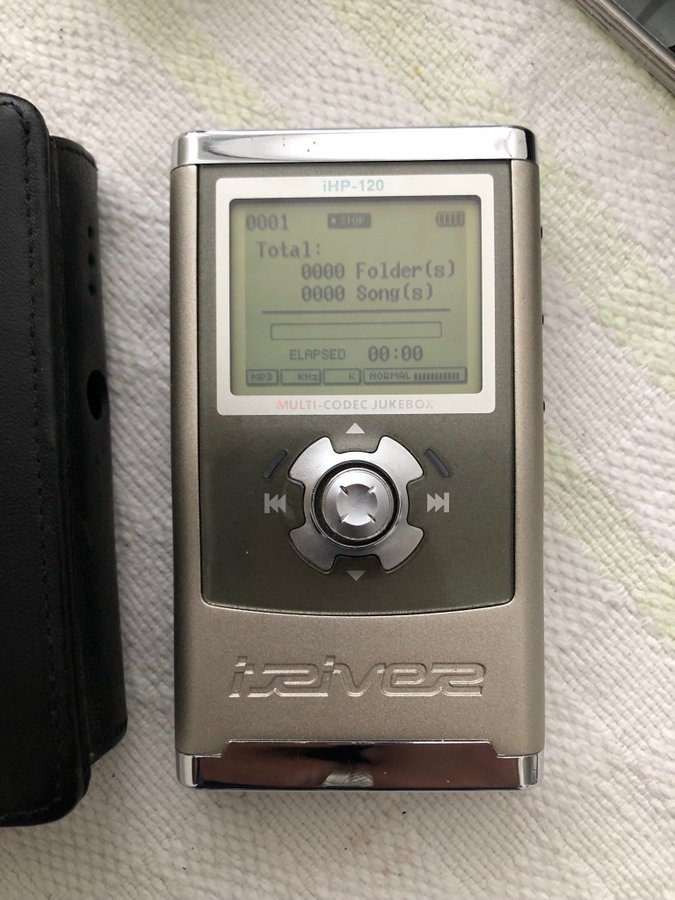 iHP-120
0001 STOP
Total:
0000 Folder(s)
0000 Song(s)
ELAPSED 00:00
MP3 KHz K NORMAL
MULTI-CODEC JUKEBOX
iriver